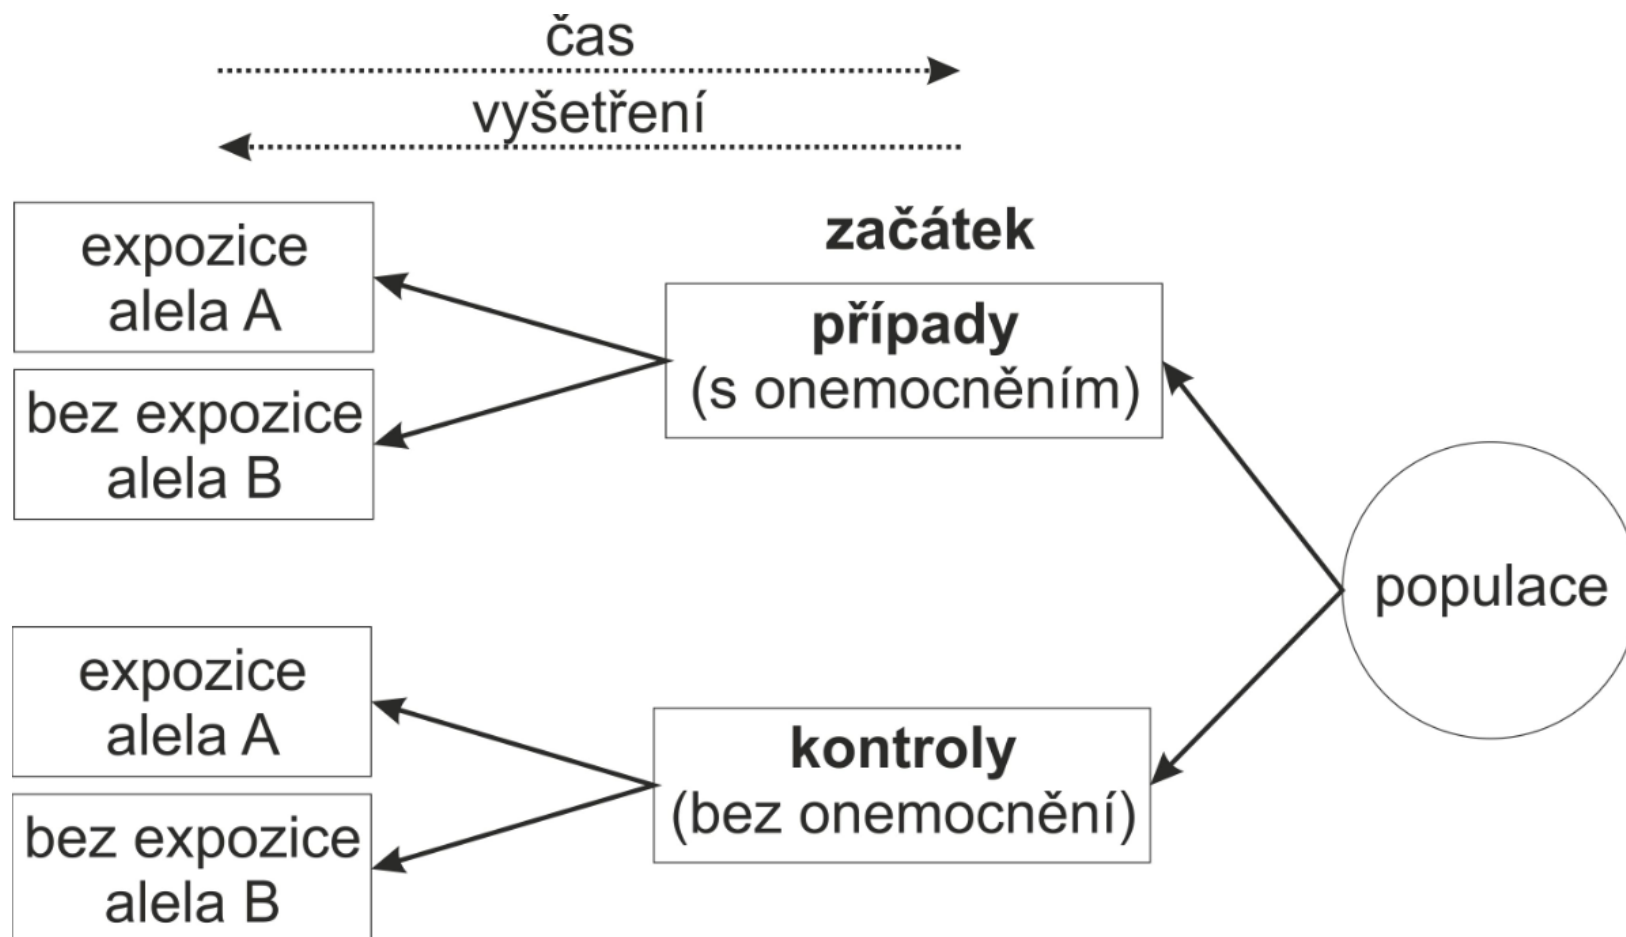 čas
vyšetření
začátek
expozice
alela A
bez expozice
alela B
případy
(s onemocněním)
populace
expozice
alela A
bez expozice
alela B
kontroly
(bez onemocnění)